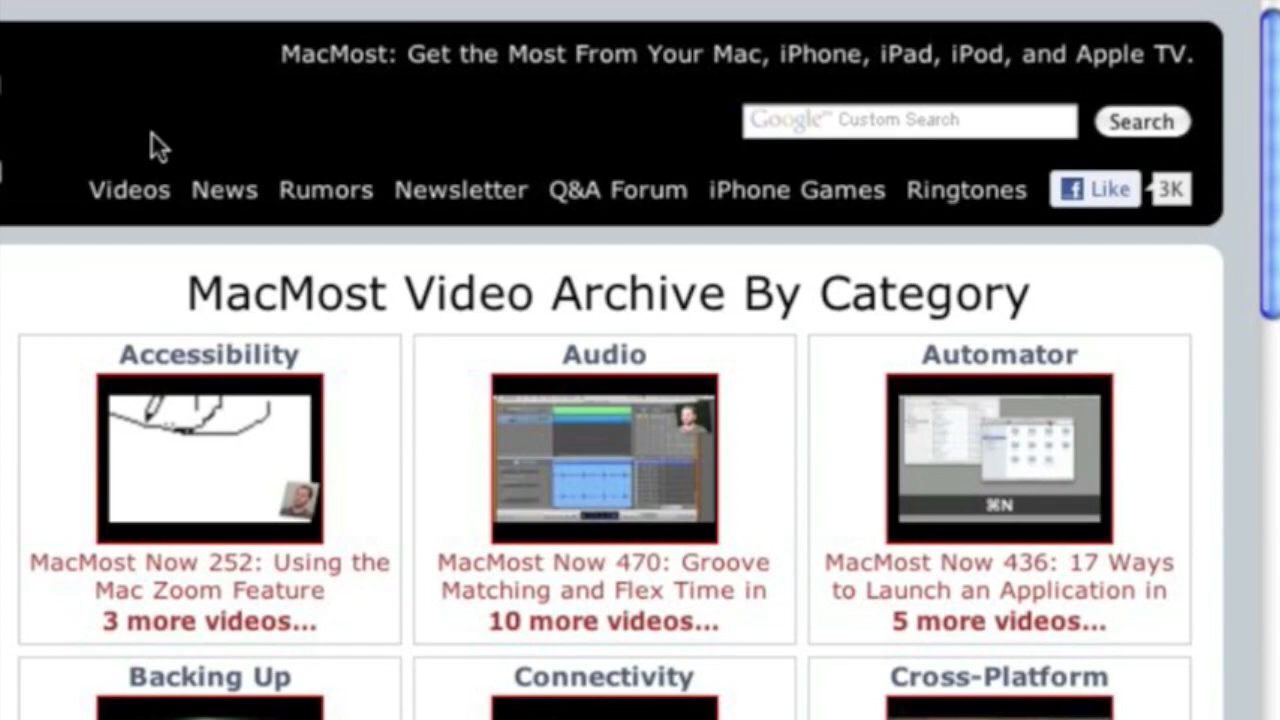 MacMost: Get the Most From Your Mac, iPhone, iPad, iPod, and Apple TV.
Google™ Custom Search
Search
Videos News Rumors Newsletter Q&A Forum iPhone Games Ringtones Like 3K
MacMost Video Archive By Category
Accessibility
MacMost Now 252: Using the
Mac Zoom Feature
3 more videos...
Audio
MacMost Now 470: Groove
Matching and Flex Time in
10 more videos...
Automator
⌘N
MacMost Now 436: 17 Ways
to Launch an Application in
5 more videos...
Backing Up
Connectivity
Cross-Platform